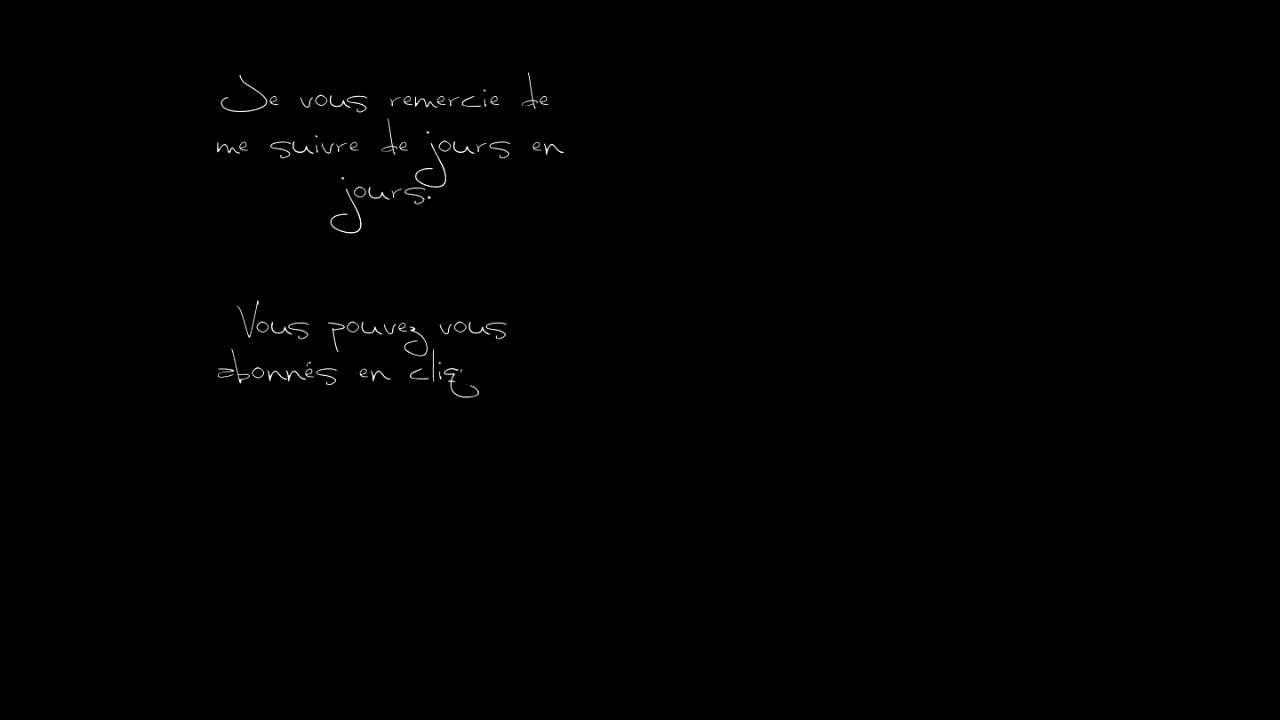 Je vous remercie de
me suivre de jours en
jours.
Vous pouvez vous
abonnés en cliq